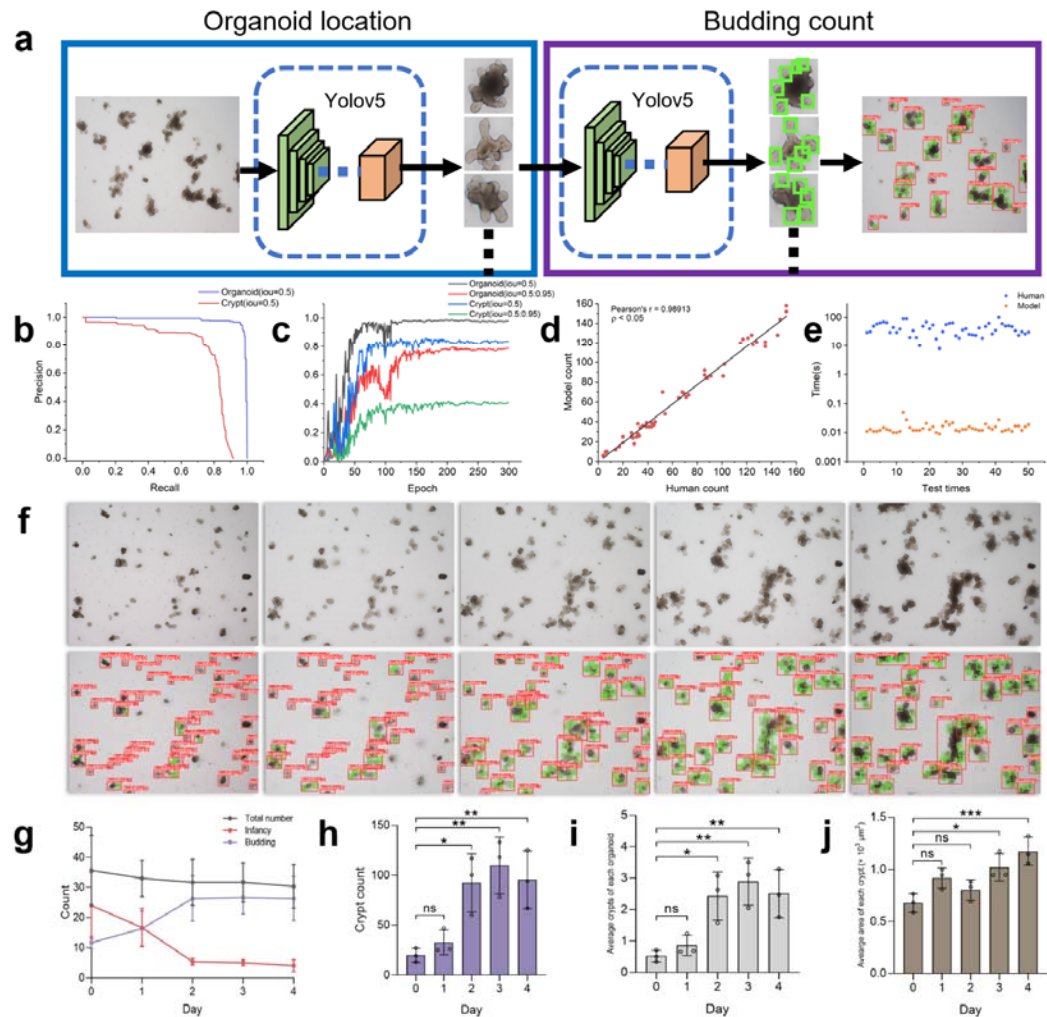 Organoid location
Budding count
a
Yolov5
Yolov5
b
Organoid(iou=0.5)
Crypt(iou=0.5)
1.0
0.8
0.6
0.4
0.2
0.0
Precision
0.0 0.2 0.4 0.6 0.8 1.0
Recall
c
Organoid(iou=0.5)
Organoid(iou=0.5:0.95)
Crypt(iou=0.5)
Crypt(iou=0.5:0.95)
1.0
0.8
0.6
0.4
0.2
0.0
0 50 100 150 200 250 300
Epoch
d
Pearson's r = 0.98913
ρ < 0.05
160
140
120
100
80
60
40
20
0
Model count
0 20 40 60 80 100 120 140 160
Human count
e
Human
Model
100
10
1
0.1
0.01
0.001
Time(s)
0 10 20 30 40 50
Test times
f
g
Total number
Infancy
Budding
50
40
30
20
10
0
Count
0 1 2 3 4
Day
h
**
**
*
ns
150
100
50
0
Crypt count
0 1 2 3 4
Day
i
**
**
*
ns
4
3
2
1
0
Average crypts of each organoid
0 1 2 3 4
Day
j
***
*
ns
ns
1.5
1.0
0.5
0.0
Avearge area of each crypt (× 10³ μm²)
0 1 2 3 4
Day